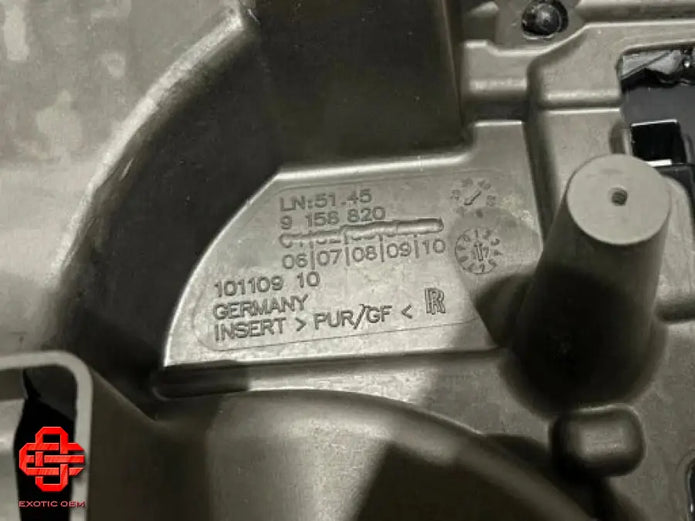 LN:51.45
9 158 820
06|07|08|09|10
101109 10
GERMANY
INSERT > PUR/GF < RR
EXOTIC OEM